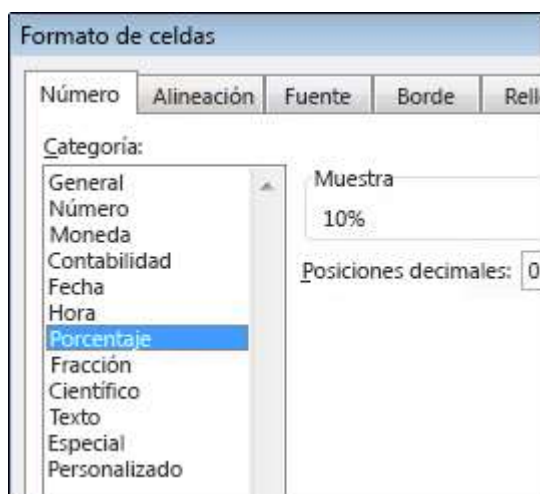 Formato de celdas
Número Alineación Fuente Borde Rell
Categoría:
General
Número
Moneda
Contabilidad
Fecha
Hora
Porcentaje
Fracción
Científico
Texto
Especial
Personalizado
Muestra
10%
Posiciones decimales: 0